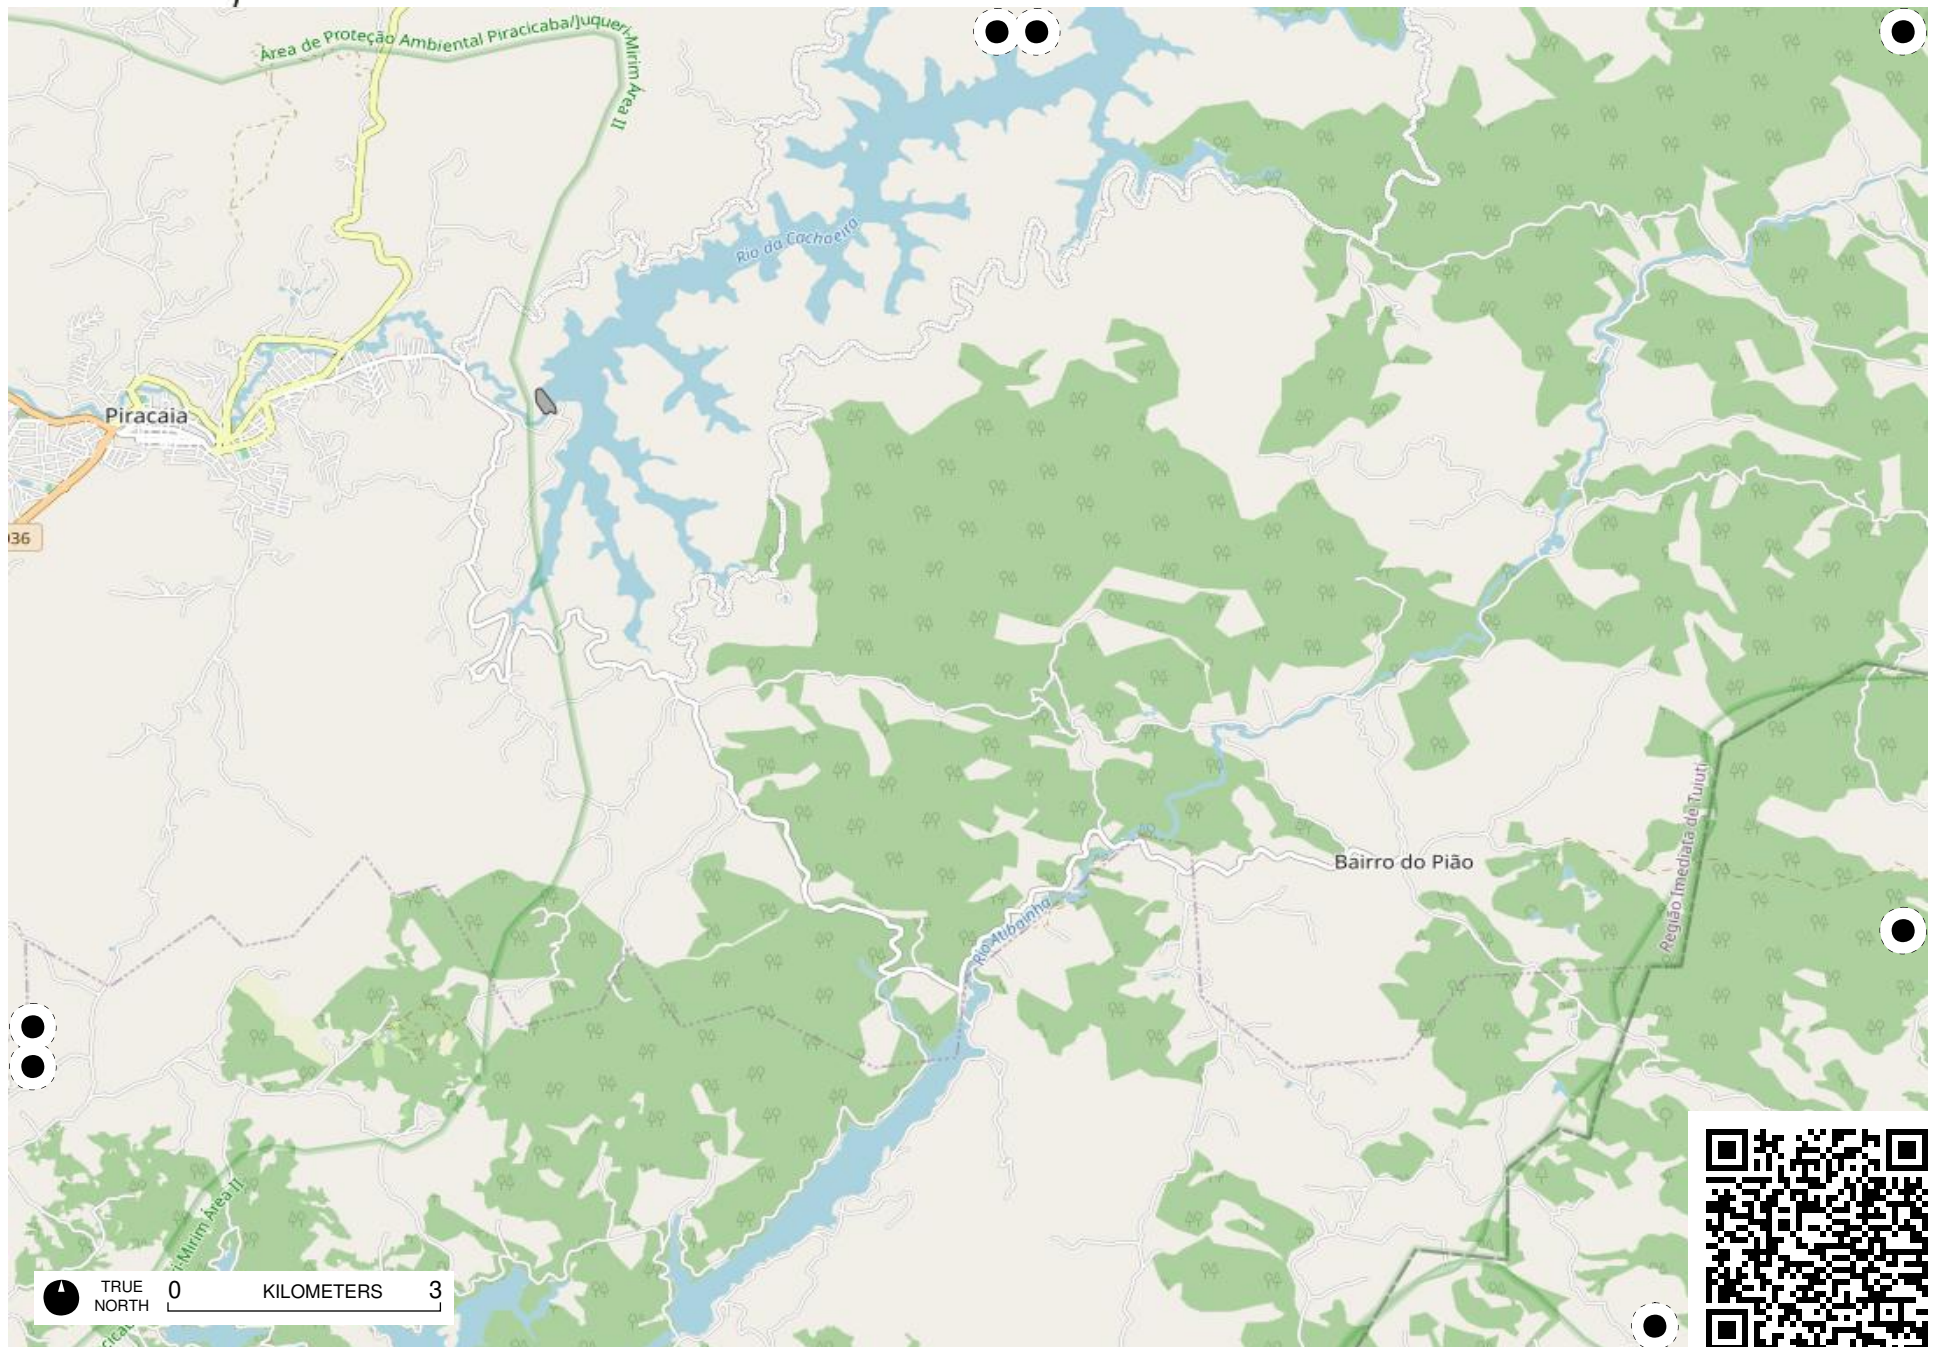 Área de Proteção Ambiental Piracicaba/Juqueri-Mirim Área II
Rio da Cachoeira
Piracaia
036
Região Imediata de Tuiuti
Bairro do Pião
Rio Atibainha
i-Mirim Área II
TRUE
NORTH
0 KILOMETERS 3